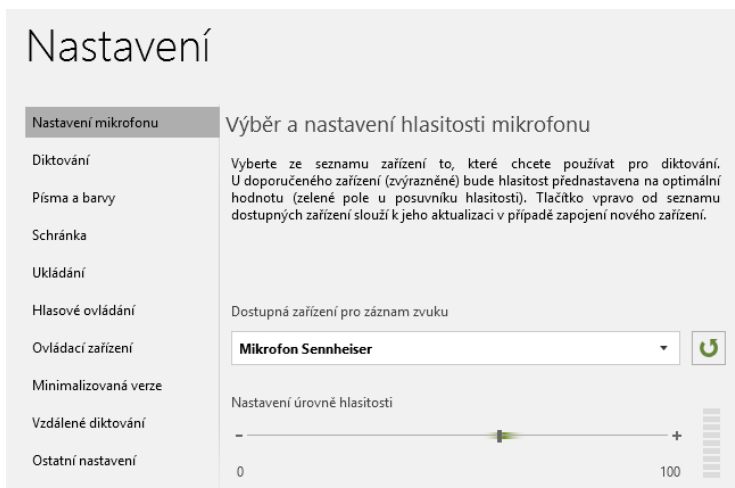 Nastavení
Nastavení mikrofonu
Diktování
Písma a barvy
Schránka
Ukládání
Hlasové ovládání
Ovládací zařízení
Minimalizovaná verze
Vzdálené diktování
Ostatní nastavení
Výběr a nastavení hlasitosti mikrofonu
Vyberte ze seznamu zařízení to, které chcete používat pro diktování.
U doporučeného zařízení (zvýrazněné) bude hlasitost přednastavena na optimální
hodnotu (zelené pole u posuvníku hlasitosti). Tlačítko vpravo od seznamu
dostupných zařízení slouží k jeho aktualizaci v případě zapojení nového zařízení.
Dostupná zařízení pro záznam zvuku
Mikrofon Sennheiser
Nastavení úrovně hlasitosti
- +
0 100